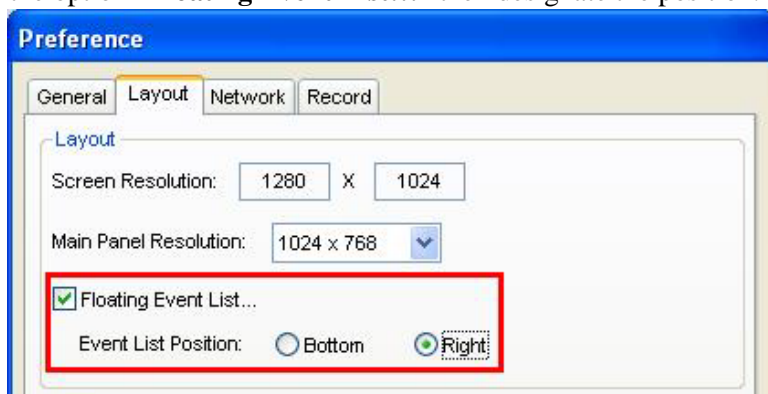 Preference
General Layout Network Record
Layout
Screen Resolution: 1280 X 1024
Main Panel Resolution: 1024 x 768
Floating Event List...
Event List Position: Bottom Right